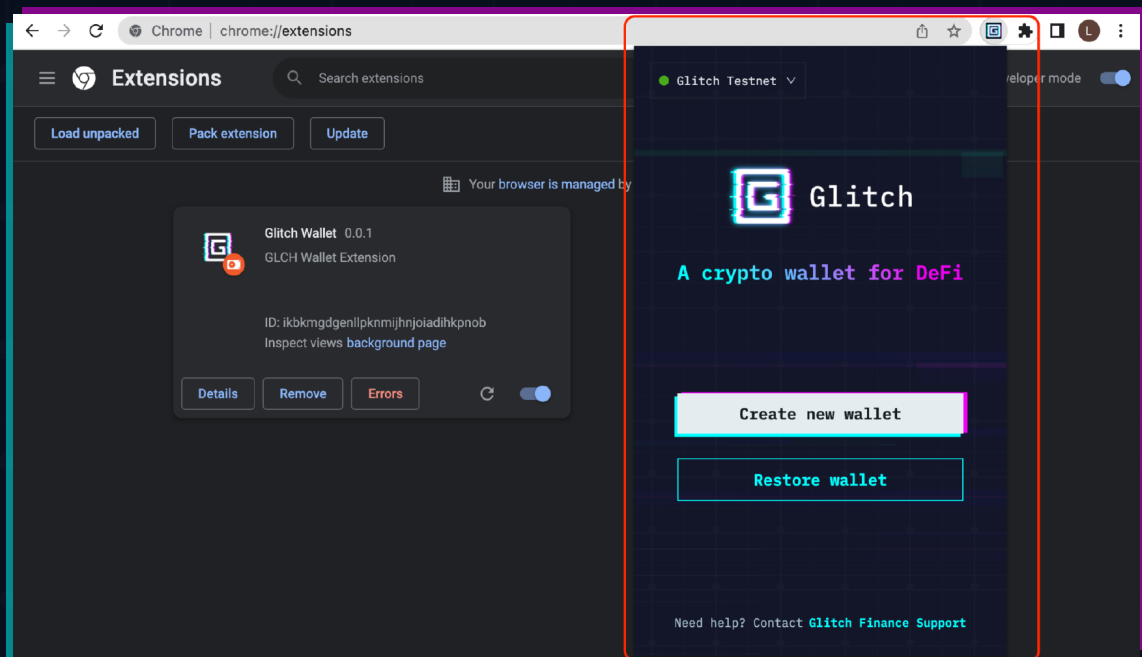 Chrome | chrome://extensions
L
Extensions
Search extensions
veloper mode
Load unpacked
Pack extension
Update
Your browser is managed by
Glitch Wallet 0.0.1
GLCH Wallet Extension
ID: ikbkmgdgenllpknmijhnjoiadihkpnob
Inspect views background page
Details
Remove
Errors
Glitch Testnet
G Glitch
A crypto wallet for DeFi
Create new wallet
Restore wallet
Need help? Contact Glitch Finance Support